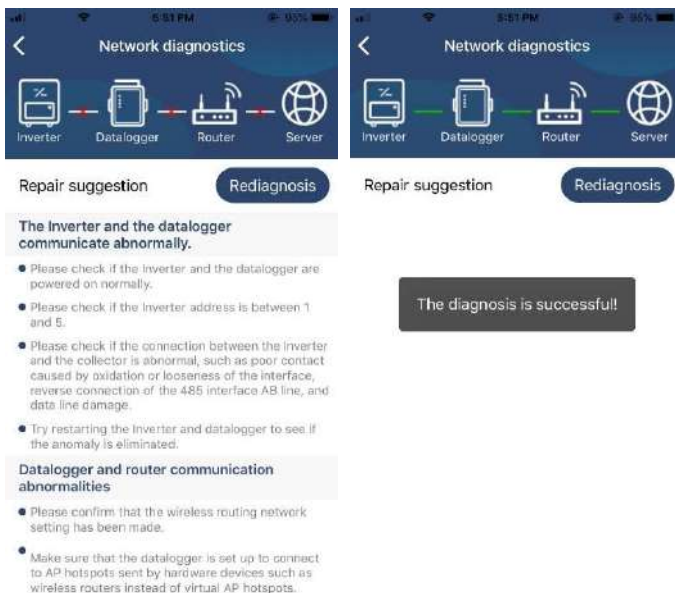 6:51 PM
95%
Network diagnostics
Inverter
Datalogger
Router
Server
Repair suggestion
Rediagnosis
The Inverter and the datalogger
communicate abnormally.
Please check if the Inverter and the datalogger are
powered on normally.
Please check if the Inverter address is between 1
and 5.
Please check if the connection between the Inverter
and the collector is abnormal, such as poor contact
caused by oxidation or looseness of the interface,
reverse connection of the 485 interface AB line, and
data line damage.
Try restarting the Inverter and datalogger to see if
the anomaly is eliminated.
Datalogger and router communication
abnormalities
Please confirm that the wireless routing network
setting has been made.
Make sure that the datalogger is set up to connect
to AP hotspots sent by hardware devices such as
wireless routers instead of virtual AP hotspots.
6:51 PM
95%
Network diagnostics
Inverter
Datalogger
Router
Server
Repair suggestion
Rediagnosis
The diagnosis is successful!